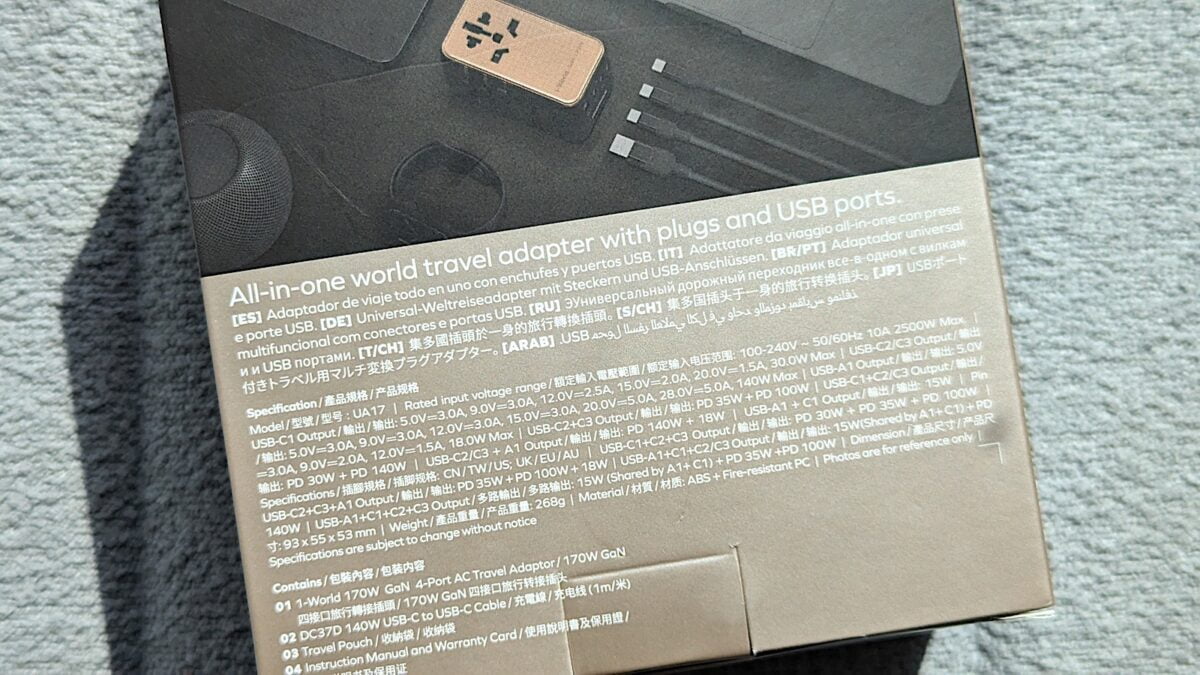 All-in-one world travel adapter with plugs and USB ports.
[ES] Adaptador de viaje todo en uno con enchufes y puertos USB. [IT] Adattatore da viaggio all-in-one con prese
e porte USB. [DE] Universal-Weltreiseadapter mit Steckern und USB-Anschlüssen. [BR/PT] Adaptador universal
multifuncional com conectores e portas USB. [RU] Универсальный дорожный переходник все-в-одном с вилкам
и и USB портами. [T/CH] 集多國插頭於一身的旅行轉換插頭。 [S/CH] 集多国插头于一身的旅行转换插头。 [JP] USBポート
付きトラベル用マルチ変換プラグアダプター。 [ARAB] .USB
Specification / 產品規格 / 产品规格
Model / 型號 / 型号 : UA17 | Rated input voltage range / 額定輸入電壓範圍 / 额定输入电压范围: 100-240V ~ 50/60Hz 10A 2500W Max. |
USB-C1 Output / 輸出 / 输出: 5.0V⎓3.0A, 9.0V⎓3.0A, 12.0V⎓3.0A, 15.0V⎓3.0A, 20.0V⎓5.0A, 28.0V⎓5.0A, 140W Max | USB-C2/C3 Output / 輸出
/ 输出: 5.0V⎓3.0A, 9.0V⎓3.0A, 12.0V⎓2.5A, 15.0V⎓2.0A, 20.0V⎓1.5A, 30.0W Max | USB-A1 Output / 輸出 / 输出: 5.0V
⎓3.0A, 9.0V⎓2.0A, 12.0V⎓1.5A, 18.0W Max | USB-C2+C3 Output / 輸出 / 输出: PD 35W + PD 100W | USB-C1+C2/C3 Output / 輸出 /
输出: PD 30W + PD 140W | USB-C2/C3 + A1 Output / 輸出 / 输出: PD 140W + 18W | USB-A1 + C1 Output / 輸出 / 输出: 15W | Pin
Specifications / 插腳規格 / 插脚规格: CN / TW / US; UK / EU / AU | USB-C1+C2+C3 Output / 輸出 / 输出: PD 30W + PD 35W + PD 100W |
USB-C2+C3+A1 Output / 輸出 / 输出: PD 35W + PD 100W + 18W | USB-A1+C1+C2/C3 Output / 輸出 / 输出: 15W (Shared by A1 + C1) + PD
140W | USB-A1+C1+C2+C3 Output / 多路輸出 / 多路输出: 15W (Shared by A1 + C1) + PD 35W +PD 100W | Dimension / 產品尺寸 / 产品尺
寸: 93 x 55 x 53 mm | Weight / 產品重量 / 产品重量: 268g | Material / 材質 / 材质: ABS + Fire-resistant PC | Photos are for reference only |
Specifications are subject to change without notice
Contains / 包裝內容 / 包装内容
01 1-World 170W GaN 4-Port AC Travel Adaptor / 170W GaN
四接口旅行轉接插頭 / 170W GaN 四接口旅行转接插头
02 DC37D 140W USB-C to USB-C Cable / 充電線 / 充电线 (1m / 米)
03 Travel Pouch / 收納袋 / 收纳袋
04 Instruction Manual and Warranty Card / 使用說明書及保用證 /
说明书及保用证